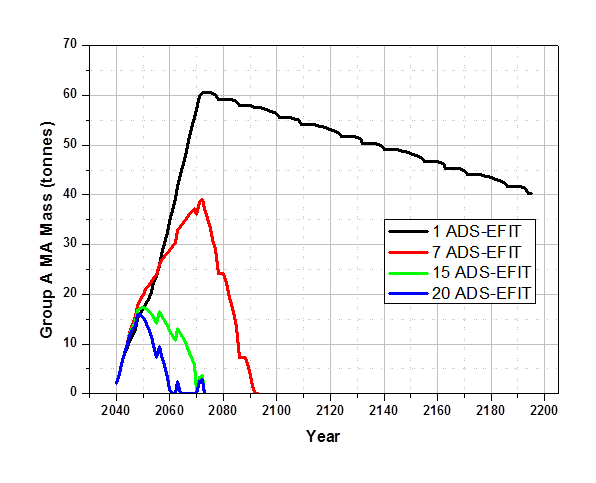 70
60
50
40
30
20
10
0
Group A MA Mass (tonnes)
1 ADS-EFIT
7 ADS-EFIT
15 ADS-EFIT
20 ADS-EFIT
2040 2060 2080 2100 2120 2140 2160 2180 2200
Year